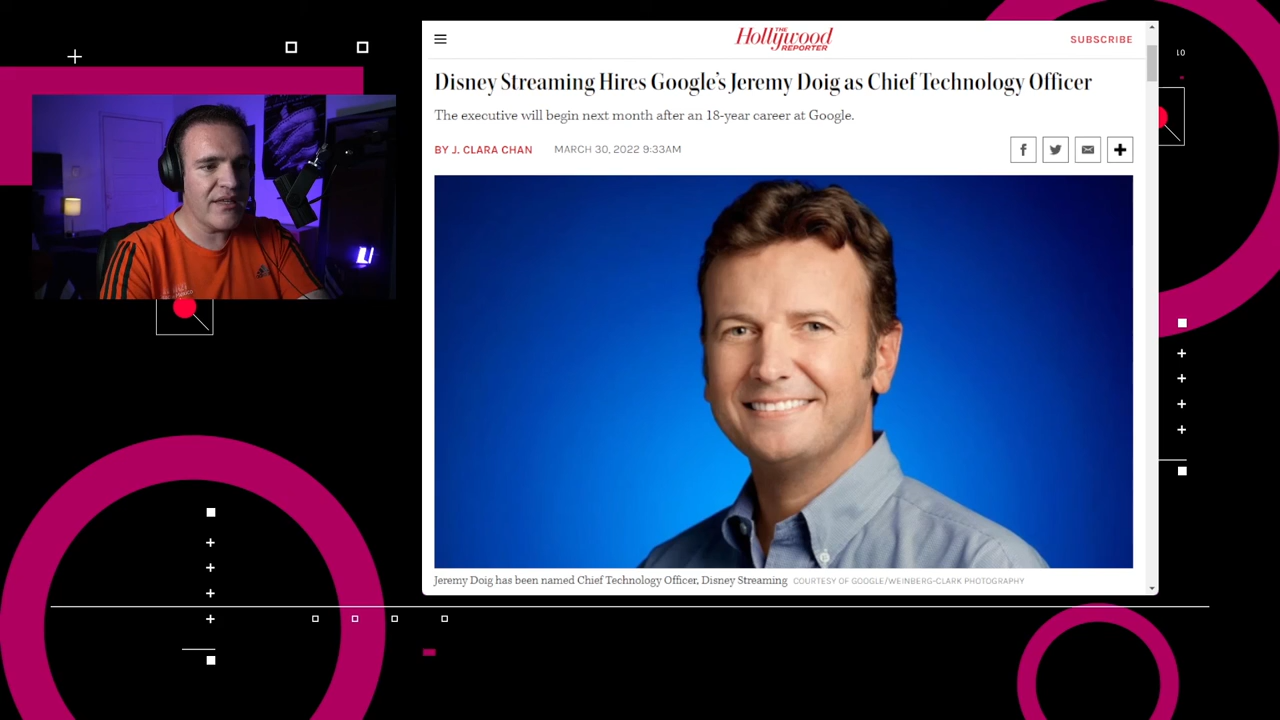 THE
Hollywood
REPORTER
SUBSCRIBE
Disney Streaming Hires Google's Jeremy Doig as Chief Technology Officer
The executive will begin next month after an 18-year career at Google.
BY J. CLARA CHAN MARCH 30, 2022 9:33AM
Jeremy Doig has been named Chief Technology Officer, Disney Streaming COURTESY OF GOOGLE/WEINBERG-CLARK PHOTOGRAPHY